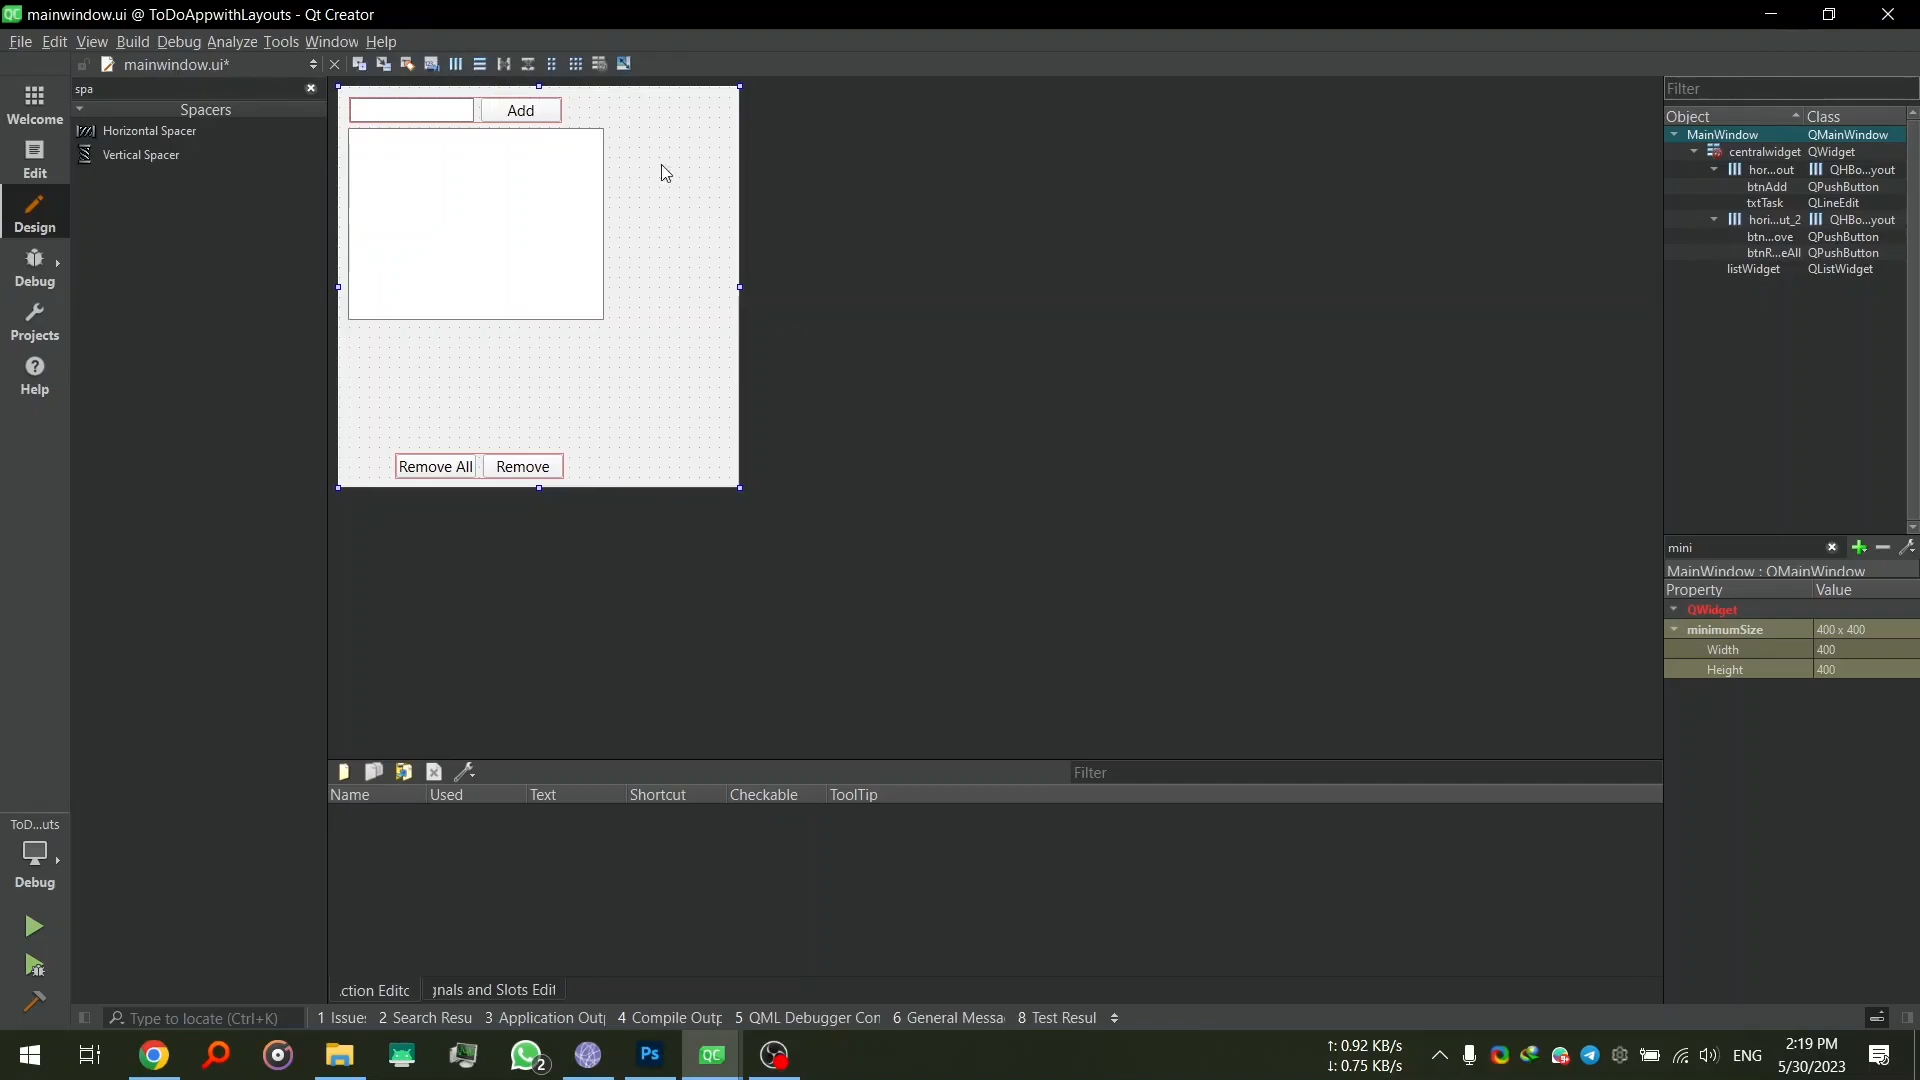 mainwindow.ui @ ToDoAppwithLayouts - Qt Creator
File Edit View Build Debug Analyze Tools Window Help
mainwindow.ui*
spa
Spacers
Horizontal Spacer
Vertical Spacer
Welcome
Edit
Design
Debug
Projects
Help
ToD...uts
Debug
Add
Remove All Remove
Filter
Object Class
MainWindow QMainWindow
centralwidget QWidget
hor...out QHBo...yout
btnAdd QPushButton
txtTask QLineEdit
hori...ut_2 QHBo...yout
btn...ove QPushButton
btnR...eAll QPushButton
listWidget QListWidget
mini
MainWindow : QMainWindow
Property Value
QWidget
minimumSize 400 x 400
Width 400
Height 400
Filter
Name Used Text Shortcut Checkable ToolTip
.ction Editc
nals and Slots Edit
Type to locate (Ctrl+K) 1 Issue: 2 Search Resu 3 Application Out 4 Compile Outp 5 QML Debugger Con 6 General Messa 8 Test Resul
2
Ps
QC
↑: 0.92 KB/s
↓: 0.75 KB/s
ENG
2:19 PM
5/30/2023